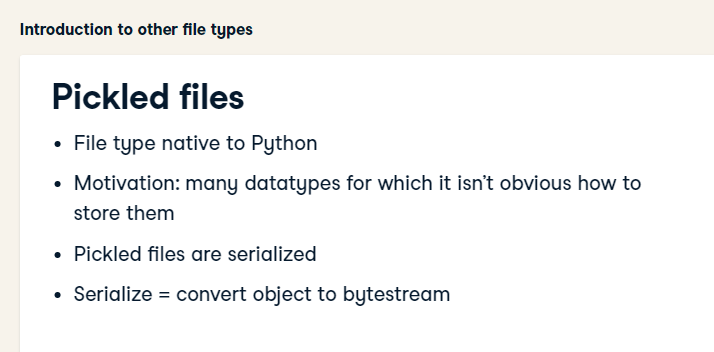 Introduction to other file types
Pickled files
• File type native to Python
• Motivation: many datatypes for which it isn't obvious how to
store them
• Pickled files are serialized
• Serialize = convert object to bytestream